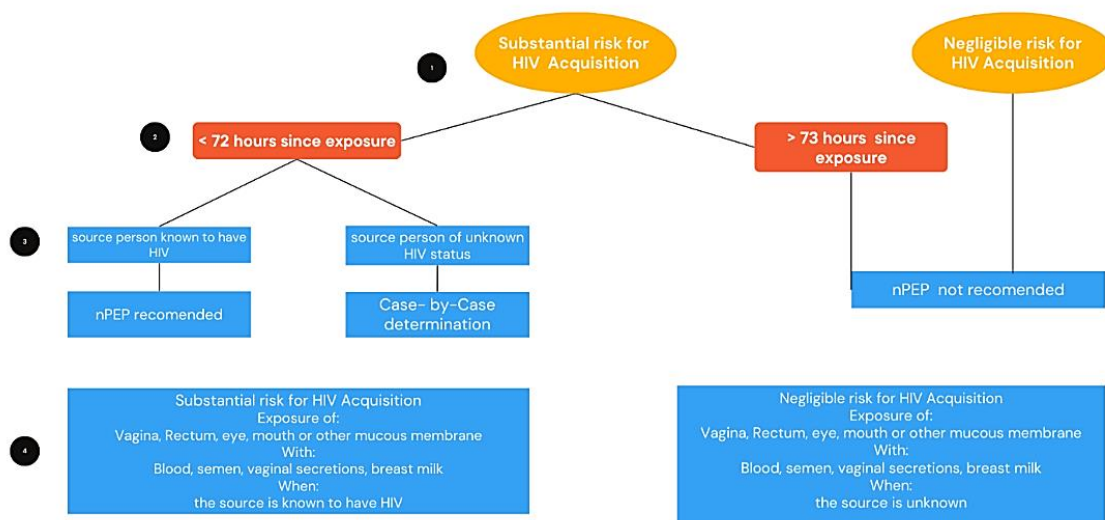 Substantial risk for
HIV Acquisition
Negligible risk for
HIV Acquisition
1
2
< 72 hours since exposure
> 73 hours since
exposure
3
source person known to have
HIV
source person of unknown
HIV status
nPEP recomended
Case- by-Case
determination
nPEP not recomended
4
Substantial risk for HIV Acquisition
Exposure of:
Vagina, Rectum, eye, mouth or other mucous membrane
With:
Blood, semen, vaginal secretions, breast milk
When:
the source is known to have HIV
Negligible risk for HIV Acquisition
Exposure of:
Vagina, Rectum, eye, mouth or other mucous membrane
With:
Blood, semen, vaginal secretions, breast milk
When:
the source is unknown